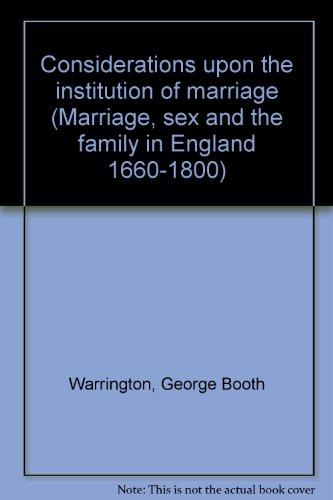 Considerations upon the
institution of marriage
(Marriage, sex and the
family in England
1660-1800)
Warrington, George Booth
Note: This is not the actual book cover